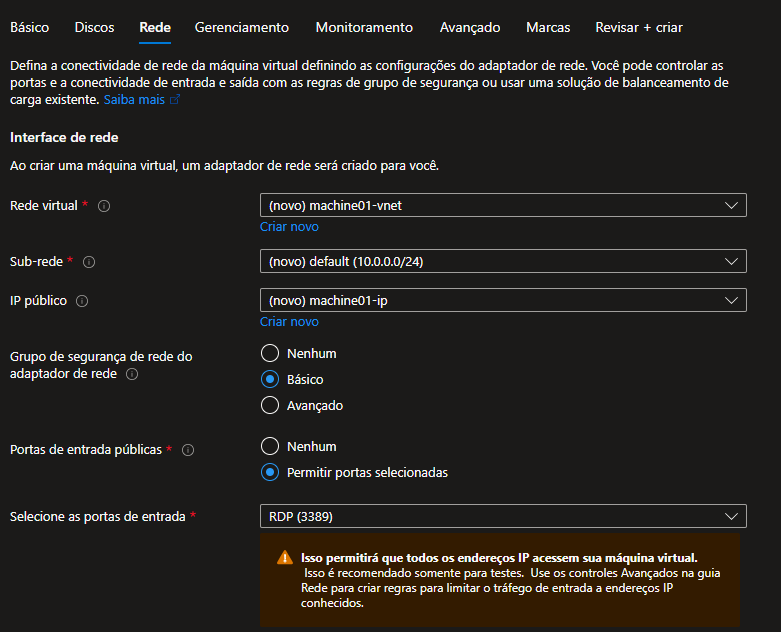 Básico Discos Rede Gerenciamento Monitoramento Avançado Marcas Revisar + criar
Defina a conectividade de rede da máquina virtual definindo as configurações do adaptador de rede. Você pode controlar as
portas e a conectividade de entrada e saída com as regras de grupo de segurança ou usar uma solução de balanceamento de
carga existente. Saiba mais
Interface de rede
Ao criar uma máquina virtual, um adaptador de rede será criado para você.
Rede virtual * (novo) machine01-vnet
Criar novo
Sub-rede * (novo) default (10.0.0.0/24)
IP público (novo) machine01-ip
Criar novo
Grupo de segurança de rede do
adaptador de rede
Nenhum
Básico
Avançado
Portas de entrada públicas *
Nenhum
Permitir portas selecionadas
Selecione as portas de entrada * RDP (3389)
Isso permitirá que todos os endereços IP acessem sua máquina virtual.
Isso é recomendado somente para testes. Use os controles Avançados na guia
Rede para criar regras para limitar o tráfego de entrada a endereços IP
conhecidos.